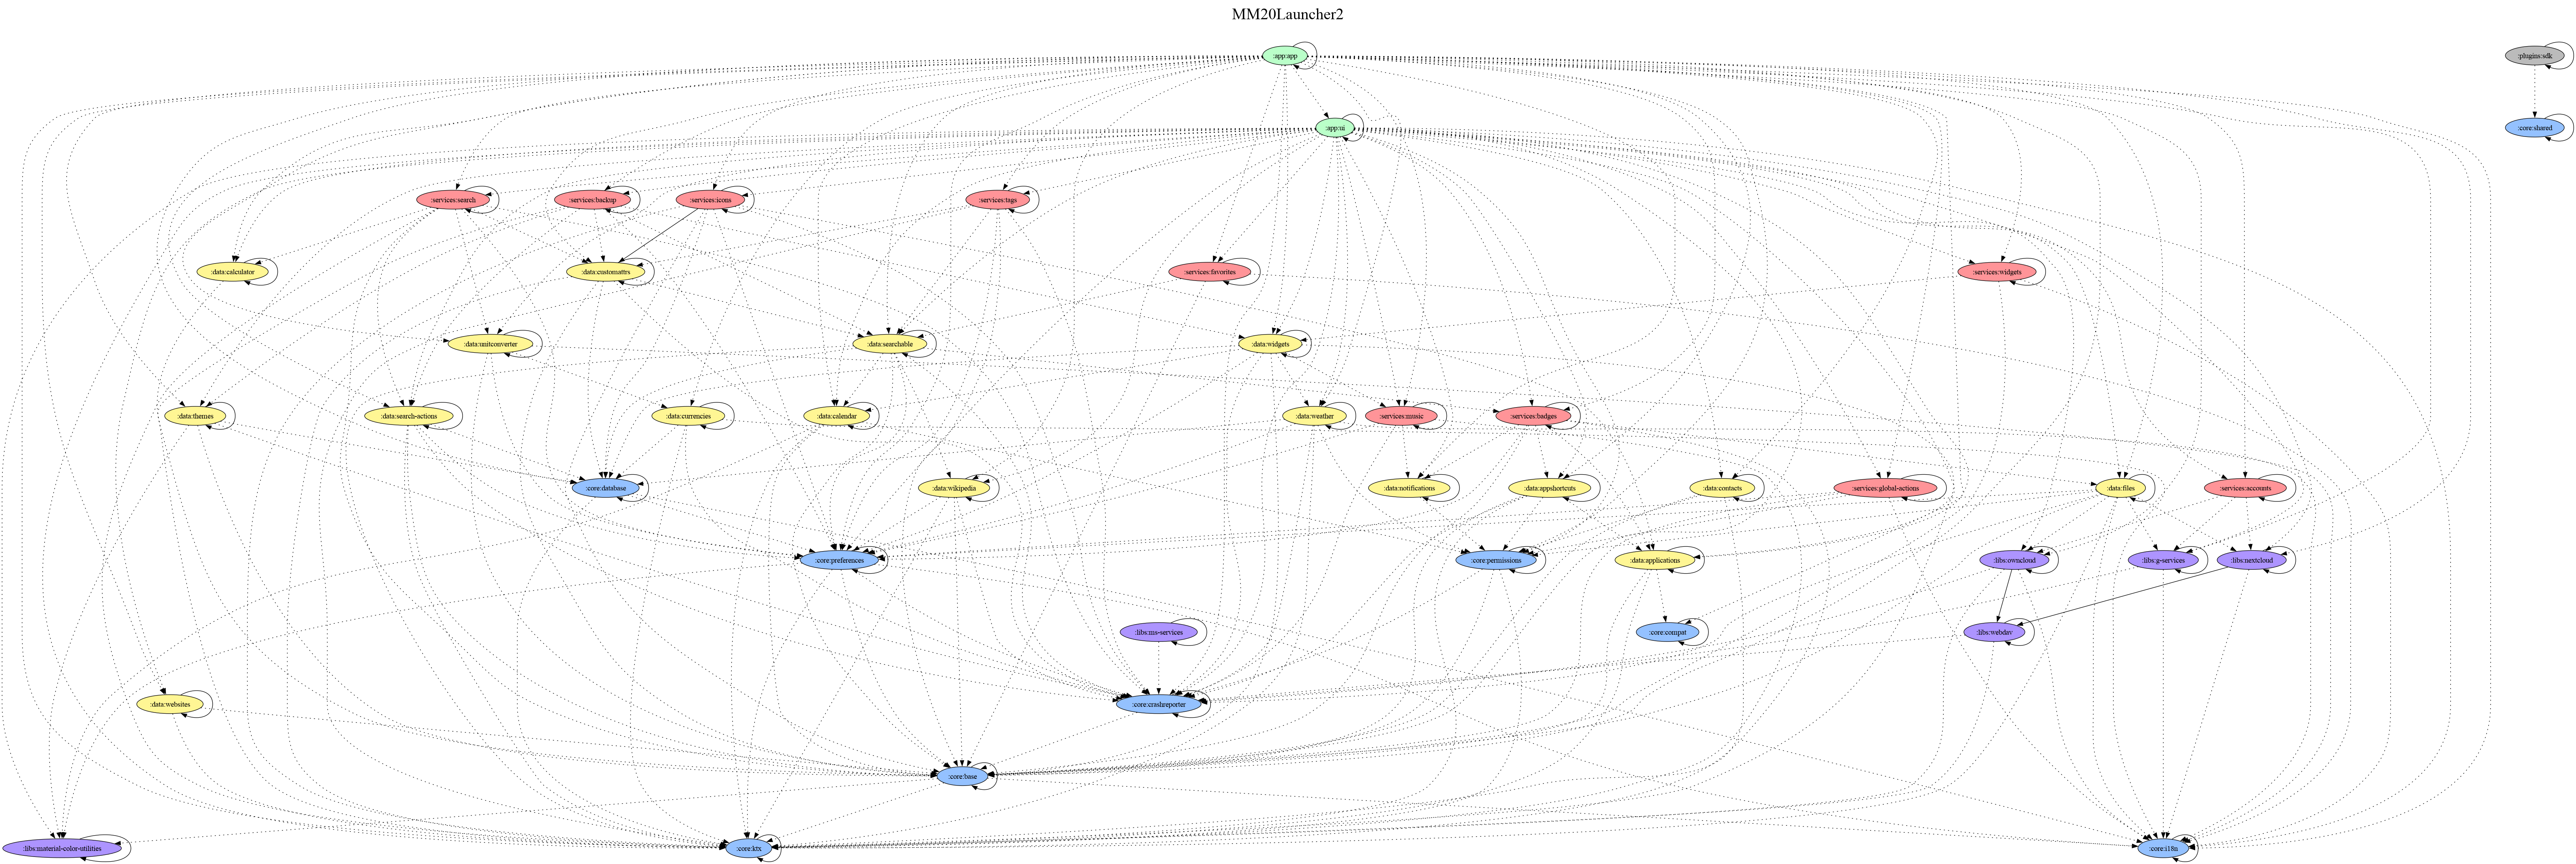 MM20Launcher2
:app:app
:plugins:sdk
:app:ui
:core:shared
:services:search
:services:backup
:services:icons
:services:tags
:data:calculator
:data:customattrs
:services:favorites
:services:widgets
:data:unitconverter
:data:searchable
:data:widgets
:data:themes
:data:search-actions
:data:currencies
:data:calendar
:data:weather
:services:music
:services:badges
:core:database
:data:wikipedia
:data:notifications
:data:appshortcuts
:data:contacts
:services:global-actions
:data:files
:services:accounts
:core:preferences
:core:permissions
:data:applications
:libs:owncloud
:libs:g-services
:libs:nextcloud
:libs:ms-services
:core:compat
:libs:webdav
:data:websites
:core:crashreporter
:core:base
:libs:material-color-utilities
:core:ktx
:core:i18n